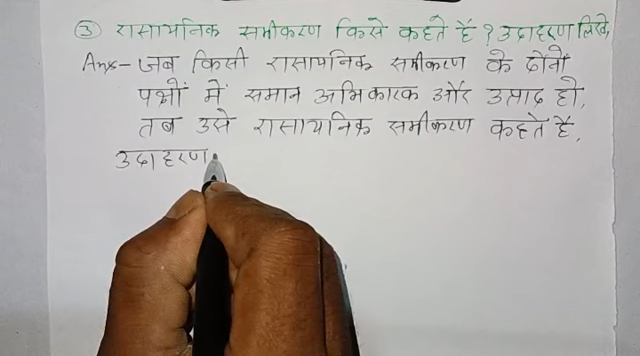 ③ रासायनिक समीकरण किसे कहते हैं ? उदाहरण लिखे,
Ans- जब किसी रासायनिक समीकरण के दोनों
पक्षों में समान अभिकारक और उत्पाद हो,
तब उसे रासायनिक समीकरण कहते हैं,
उदाहरण